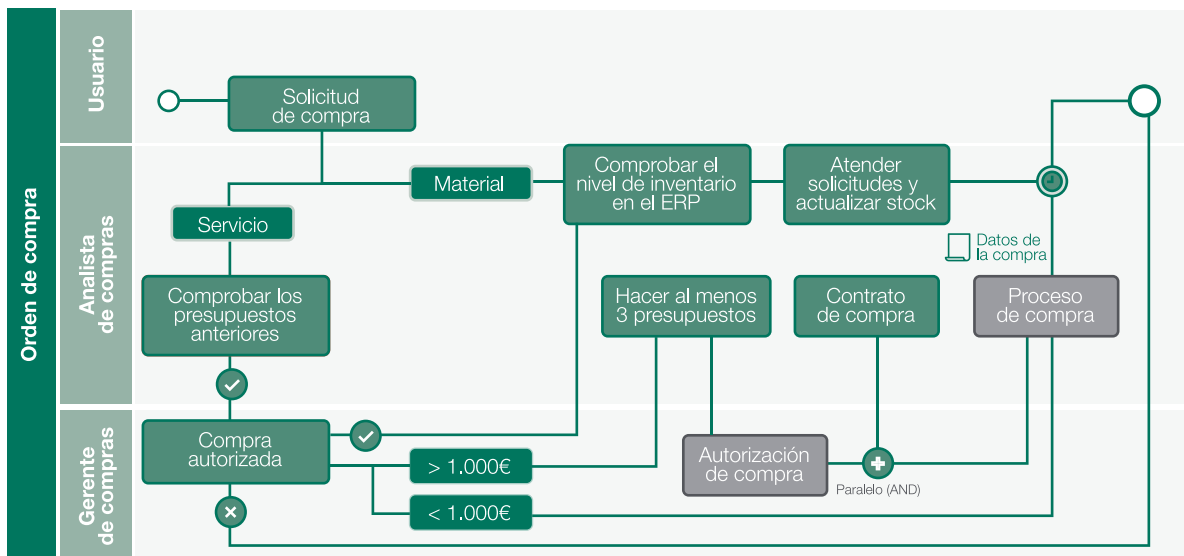 Orden de compra
Usuario
Solicitud
de compra
Analista
de compras
Material
Comprobar el
nivel de inventario
en el ERP
Atender
solicitudes y
actualizar stock
Servicio
Datos de
la compra
Comprobar los
presupuestos
anteriores
Hacer al menos
3 presupuestos
Contrato
de compra
Proceso
de compra
Gerente
de compras
Compra
autorizada
> 1.000€
< 1.000€
Autorización
de compra
Paralelo (AND)